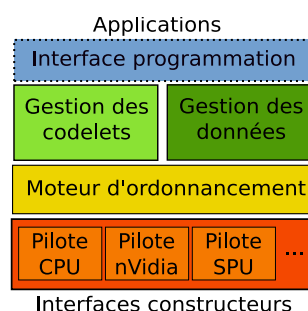 Applications
Interface programmation
Gestion des
codelets
Gestion des
données
Moteur d'ordonnancement
Pilote
CPU
Pilote
nVidia
Pilote
SPU
...
Interfaces constructeurs